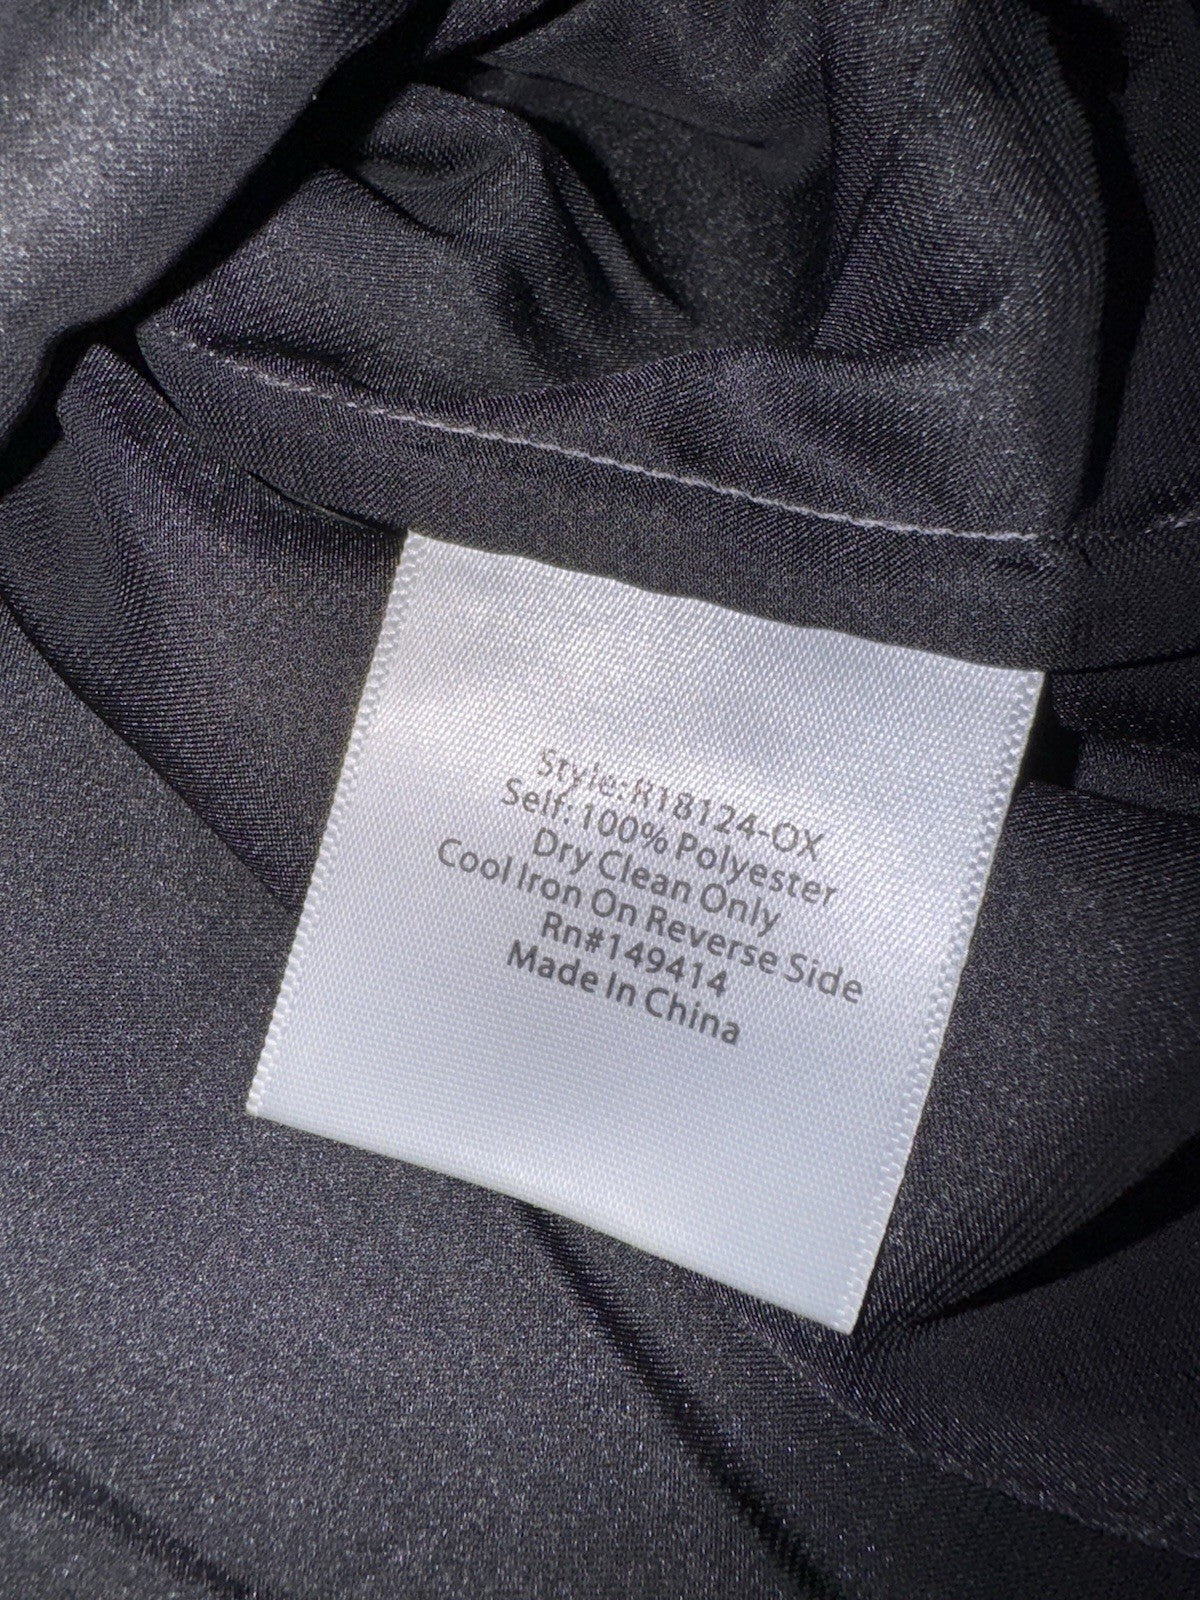 Style:R18124-OX
Self: 100% Polyester
Dry Clean Only
Cool Iron On Reverse Side
Rn#149414
Made In China